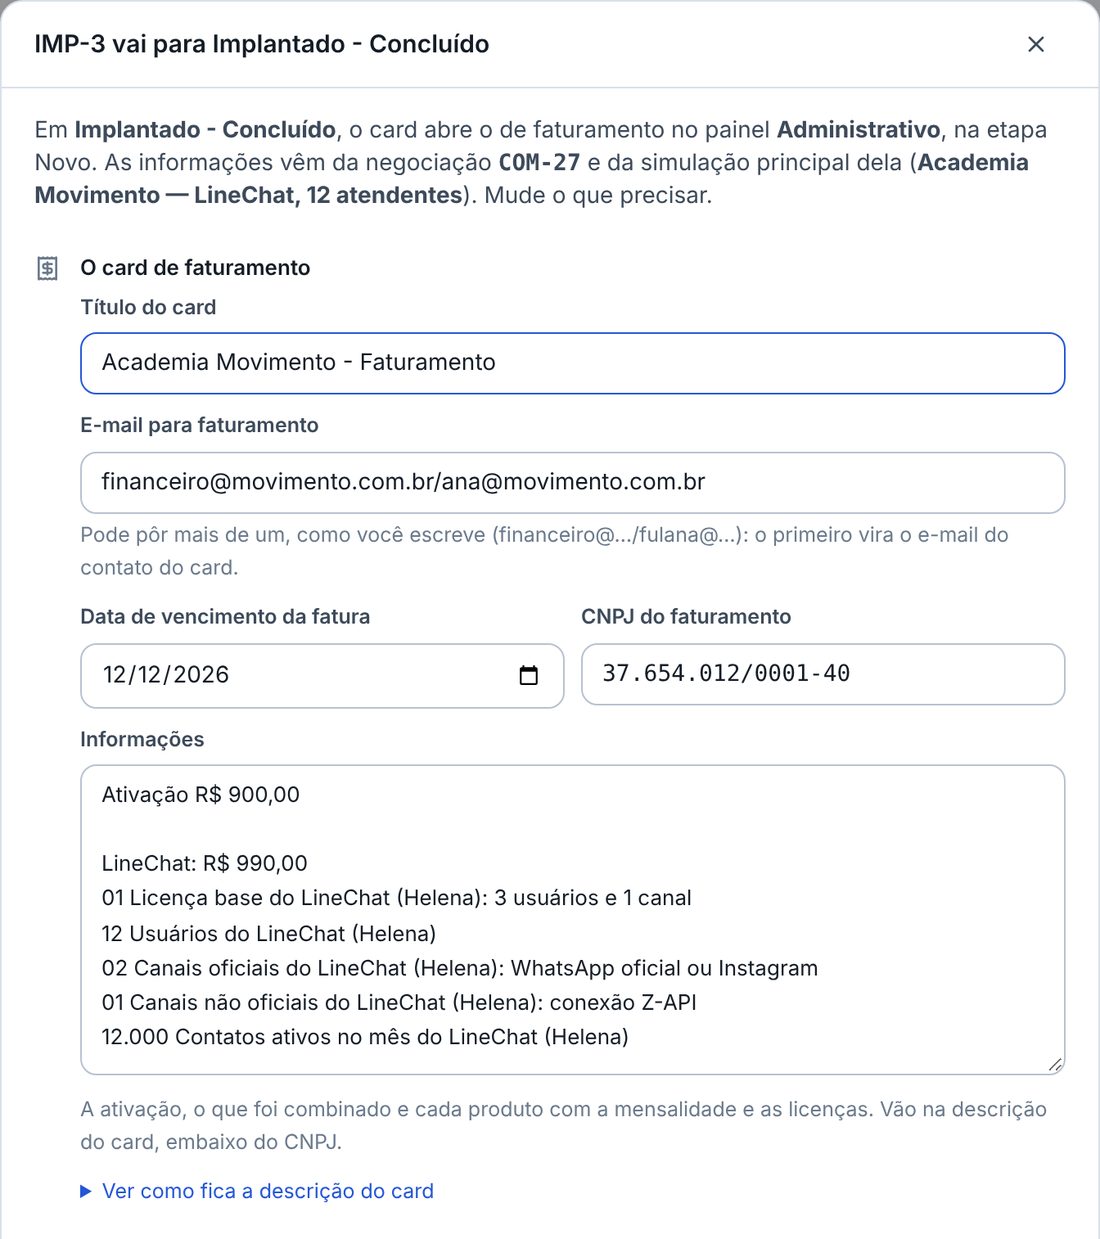 IMP-3 vai para Implantado - Concluído
Em Implantado - Concluído, o card abre o de faturamento no painel Administrativo, na etapa
Novo. As informações vêm da negociação COM-27 e da simulação principal dela (Academia
Movimento — LineChat, 12 atendentes). Mude o que precisar.
O card de faturamento
Título do card
Academia Movimento - Faturamento
E-mail para faturamento
financeiro@movimento.com.br/ana@movimento.com.br
Pode pôr mais de um, como você escreve (financeiro@.../fulana@...): o primeiro vira o e-mail do
contato do card.
Data de vencimento da fatura
12/12/2026
CNPJ do faturamento
37.654.012/0001-40
Informações
Ativação R$ 900,00
LineChat: R$ 990,00
01 Licença base do LineChat (Helena): 3 usuários e 1 canal
12 Usuários do LineChat (Helena)
02 Canais oficiais do LineChat (Helena): WhatsApp oficial ou Instagram
01 Canais não oficiais do LineChat (Helena): conexão Z-API
12.000 Contatos ativos no mês do LineChat (Helena)
A ativação, o que foi combinado e cada produto com a mensalidade e as licenças. Vão na descrição
do card, embaixo do CNPJ.
Ver como fica a descrição do card